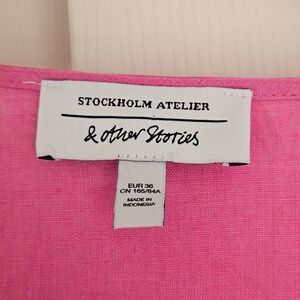 STOCKHOLM ATELIER
& other Stories
EUR 36
CN 165/84A
MADE IN
INDONESIA